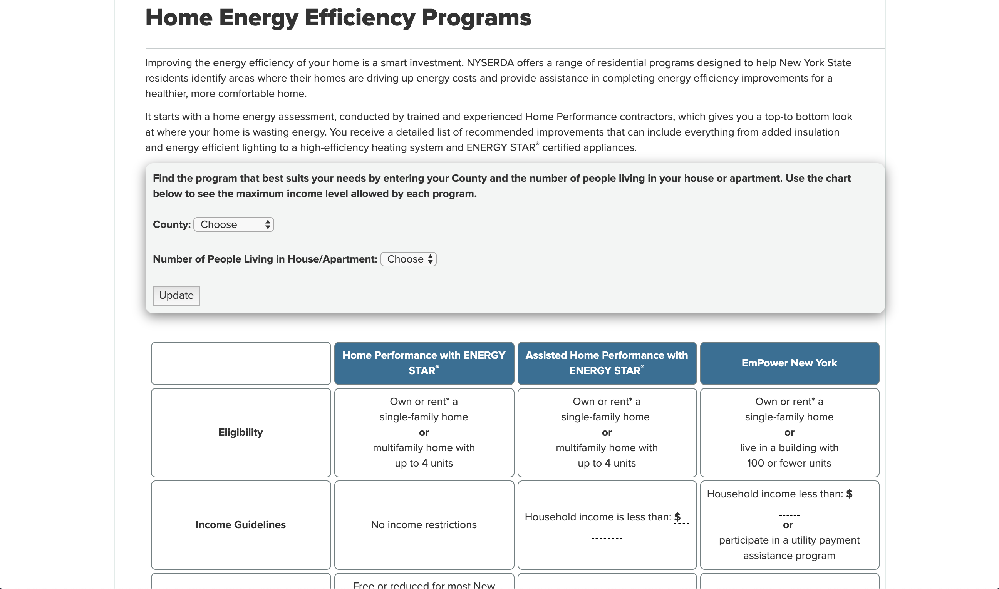 Home Energy Efficiency Programs
Improving the energy efficiency of your home is a smart investment. NYSERDA offers a range of residential programs designed to help New York State
residents identify areas where their homes are driving up energy costs and provide assistance in completing energy efficiency improvements for a
healthier, more comfortable home.
It starts with a home energy assessment, conducted by trained and experienced Home Performance contractors, which gives you a top-to bottom look
at where your home is wasting energy. You receive a detailed list of recommended improvements that can include everything from added insulation
and energy efficient lighting to a high-efficiency heating system and ENERGY STAR® certified appliances.
Find the program that best suits your needs by entering your County and the number of people living in your house or apartment. Use the chart
below to see the maximum income level allowed by each program.
County: Choose
Number of People Living in House/Apartment: Choose
Update
Home Performance with ENERGY
STAR®
Assisted Home Performance with
ENERGY STAR®
EmPower New York
Eligibility
Own or rent* a
single-family home
or
multifamily home with
up to 4 units
Own or rent* a
single-family home
or
multifamily home with
up to 4 units
Own or rent* a
single-family home
or
live in a building with
100 or fewer units
Income Guidelines
No income restrictions
Household income is less than: $
Household income less than: $
or
participate in a utility payment
assistance program
Free or reduced for most New